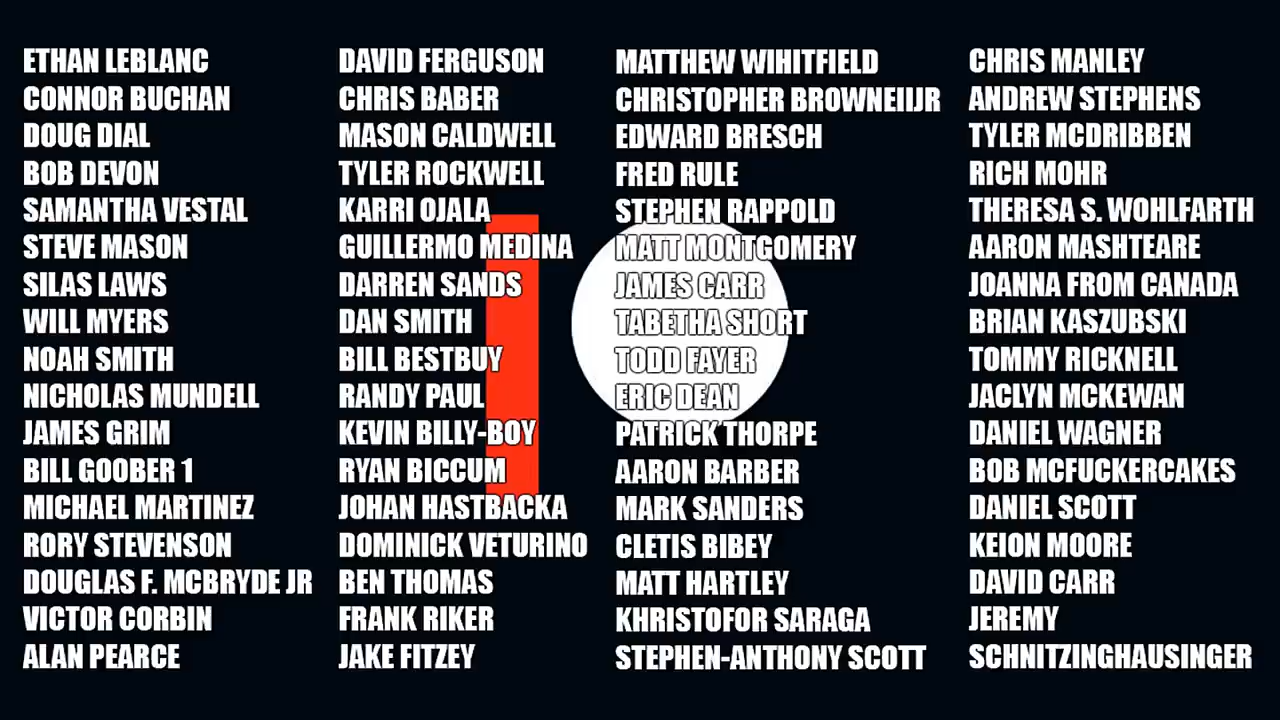 ETHAN LEBLANC
CONNOR BUCHAN
DOUG DIAL
BOB DEVON
SAMANTHA VESTAL
STEVE MASON
SILAS LAWS
WILL MYERS
NOAH SMITH
NICHOLAS MUNDELL
JAMES GRIM
BILL GOOBER 1
MICHAEL MARTINEZ
RORY STEVENSON
DOUGLAS F. MCBRYDE JR
VICTOR CORBIN
ALAN PEARCE
DAVID FERGUSON
CHRIS BABER
MASON CALDWELL
TYLER ROCKWELL
KARRI OJALA
GUILLERMO MEDINA
DARREN SANDS
DAN SMITH
BILL BESTBUY
RANDY PAUL
KEVIN BILLY-BOY
RYAN BICCUM
JOHAN HASTBACKA
DOMINICK VETURINO
BEN THOMAS
FRANK RIKER
JAKE FITZEY
MATTHEW WIHITFIELD
CHRISTOPHER BROWNEIIJR
EDWARD BRESCH
FRED RULE
STEPHEN RAPPOLD
MATT MONTGOMERY
JAMES CARR
TABETHA SHORT
TODD FAYER
ERIC DEAN
PATRICK THORPE
AARON BARBER
MARK SANDERS
CLETIS BIBEY
MATT HARTLEY
KHRISTOFOR SARAGA
STEPHEN-ANTHONY SCOTT
CHRIS MANLEY
ANDREW STEPHENS
TYLER MCDRIBBEN
RICH MOHR
THERESA S. WOHLFARTH
AARON MASHTEARE
JOANNA FROM CANADA
BRIAN KASZUBSKI
TOMMY RICKNELL
JACLYN MCKEWAN
DANIEL WAGNER
BOB MCFUCKERCAKES
DANIEL SCOTT
KEION MOORE
DAVID CARR
JEREMY
SCHNITZINGHAUSINGER